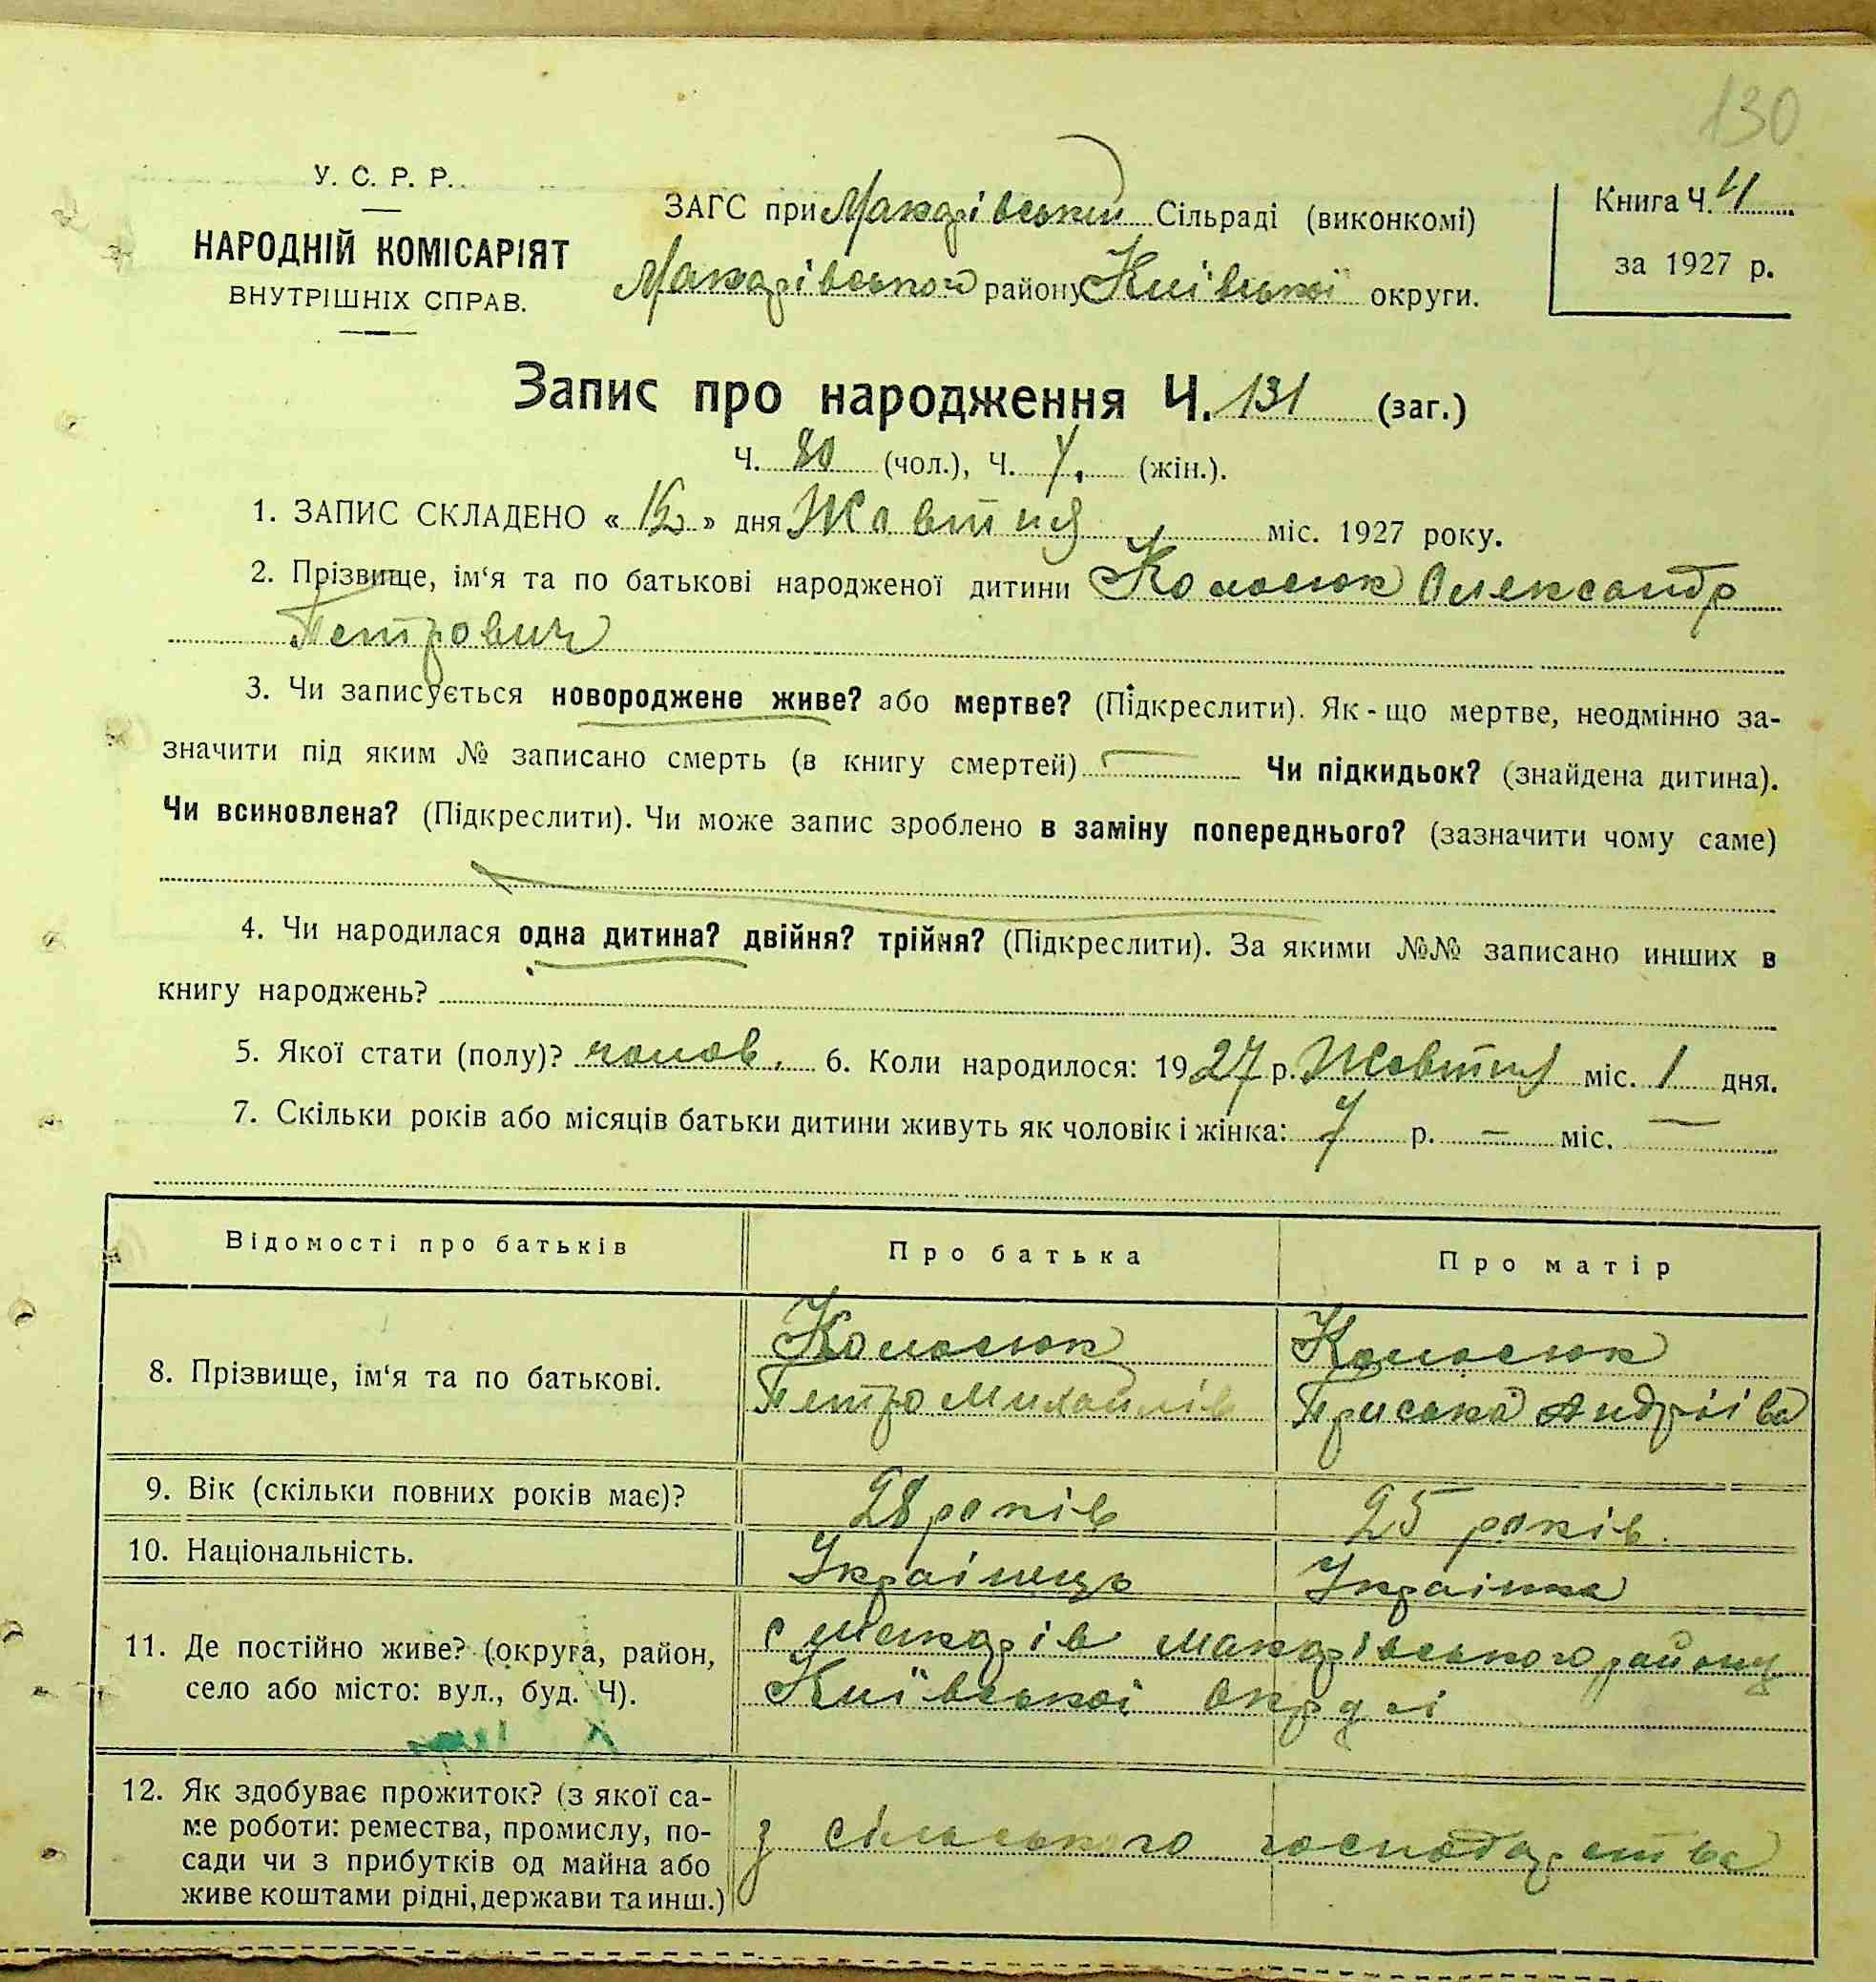 130
У. С. Р. Р.
НАРОДНІЙ КОМІСАРІЯТ
ВНУТРІШНІХ СПРАВ.
ЗАГС при Макарівській Сільраді (виконкомі)
Макарівського району Київської округи.
Книга Ч. 4
за 1927 р.
Запис про народження Ч. 131 (заг.)
Ч. 80 (чол.), Ч. (жін.).
1. ЗАПИС СКЛАДЕНО « » дня Жовтня міс. 1927 року.
2. Прізвище, ім‘я та по батькові народженої дитини Колосюк Олександр
Петрович
3. Чи записується новороджене живе? або мертве? (Підкреслити). Як-що мертве, неодмінно за-
значити під яким № записано смерть (в книгу смертей) — Чи підкидьок? (знайдена дитина).
Чи всиновлена? (Підкреслити). Чи може запис зроблено в заміну попереднього? (зазначити чому саме)
4. Чи народилася одна дитина? двійня? трійня? (Підкреслити). За якими №№ записано инших в
книгу народжень?
5. Якої стати (полу)? чолов. 6. Коли народилося: 1927 р. Жовтня міс. 1 дня.
7. Скільки років або місяців батьки дитини живуть як чоловік і жінка: 7 р. — міс. —
Відомості про батьків Про батька Про матір
8. Прізвище, ім‘я та по батькові.
Колосюк Колосюк
Петро Михайлів Приська Андріїва
9. Вік (скільки повних років має)? 28 років 25 років.
10. Національність. Українець Українка
11. Де постійно живе? (округа, район,
село або місто: вул., буд. Ч).
с Макарів Макарівського району
Київської округі
12. Як здобуває прожиток? (з якої са-
ме роботи: ремества, промислу, по-
сади чи з прибутків од майна або
живе коштами рідні, держави та инш.)
з сільського господарства